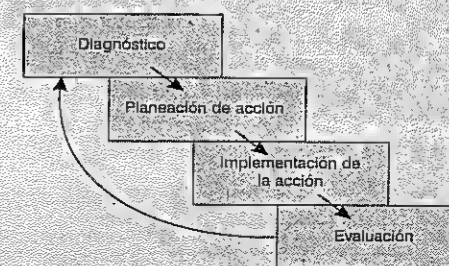 Diagnóstico
Planeación de acción
Implementación de
la acción
Evaluación